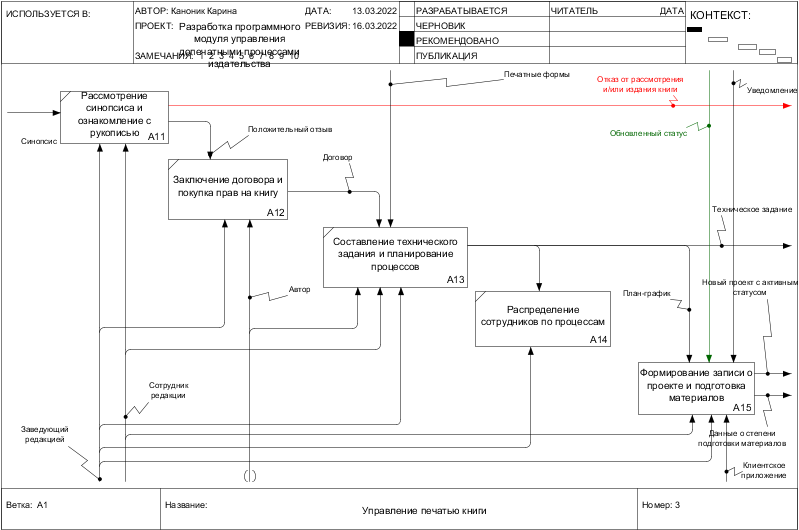 ИСПОЛЬЗУЕТСЯ В:
АВТОР: Каноник Карина
ДАТА: 13.03.2022
ПРОЕКТ: Разработка программного
модуля управления
допечатными процессами
издательства
РЕВИЗИЯ: 16.03.2022
ЗАМЕЧАНИЯ: 1 2 3 4 5 6 7 8 9 10
РАЗРАБАТЫВАЕТСЯ
ЧЕРНОВИК
РЕКОМЕНДОВАНО
ПУБЛИКАЦИЯ
ЧИТАТЕЛЬ ДАТА
КОНТЕКСТ:
Печатные формы
Отказ от рассмотрения
и/или издания книги
Уведомление
Рассмотрение
синопсиса и
ознакомление с
рукописью
A11
Синопсис
Положительный отзыв
Обновленный статус
Договор
Заключение договора и
покупка прав на книгу
A12
Техническое задание
Составление технического
задания и планирование
процессов
A13
Автор
План-график
Новый проект с активным
статусом
Распределение
сотрудников по процессам
A14
Формирование записи о
проекте и подготовка
материалов
A15
Сотрудник
редакции
Заведующий
редакцией
Данные о степени
подготовки материалов
Клиентское
приложение
( )
Ветка: A1
Название:
Управление печатью книги
Номер: 3